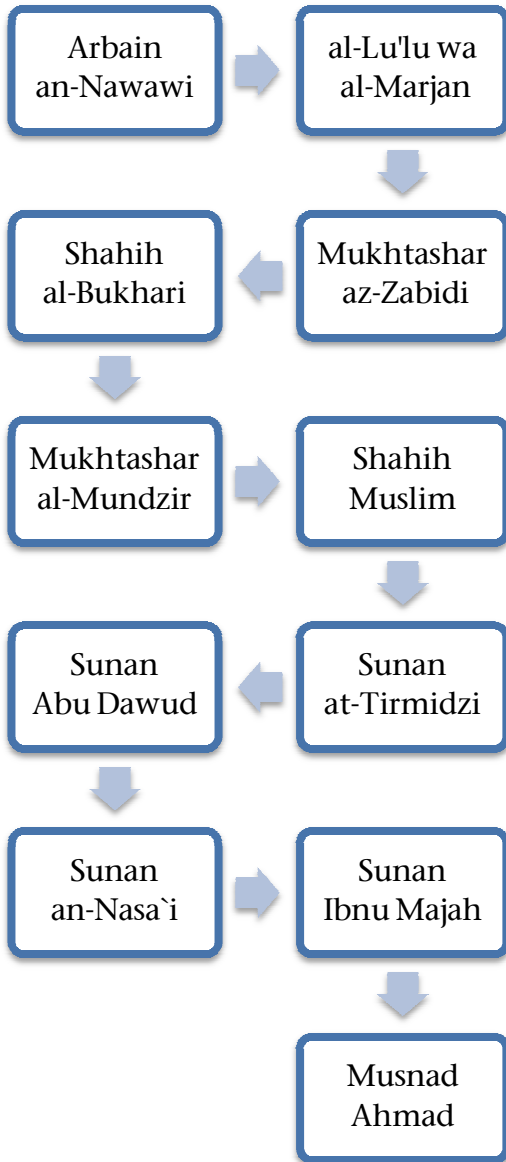 Arbain
an-Nawawi
al-Lu'lu wa
al-Marjan
Mukhtashar
az-Zabidi
Shahih
al-Bukhari
Mukhtashar
al-Mundzir
Shahih
Muslim
Sunan
at-Tirmidzi
Sunan
Abu Dawud
Sunan
an-Nasa`i
Sunan
Ibnu Majah
Musnad
Ahmad